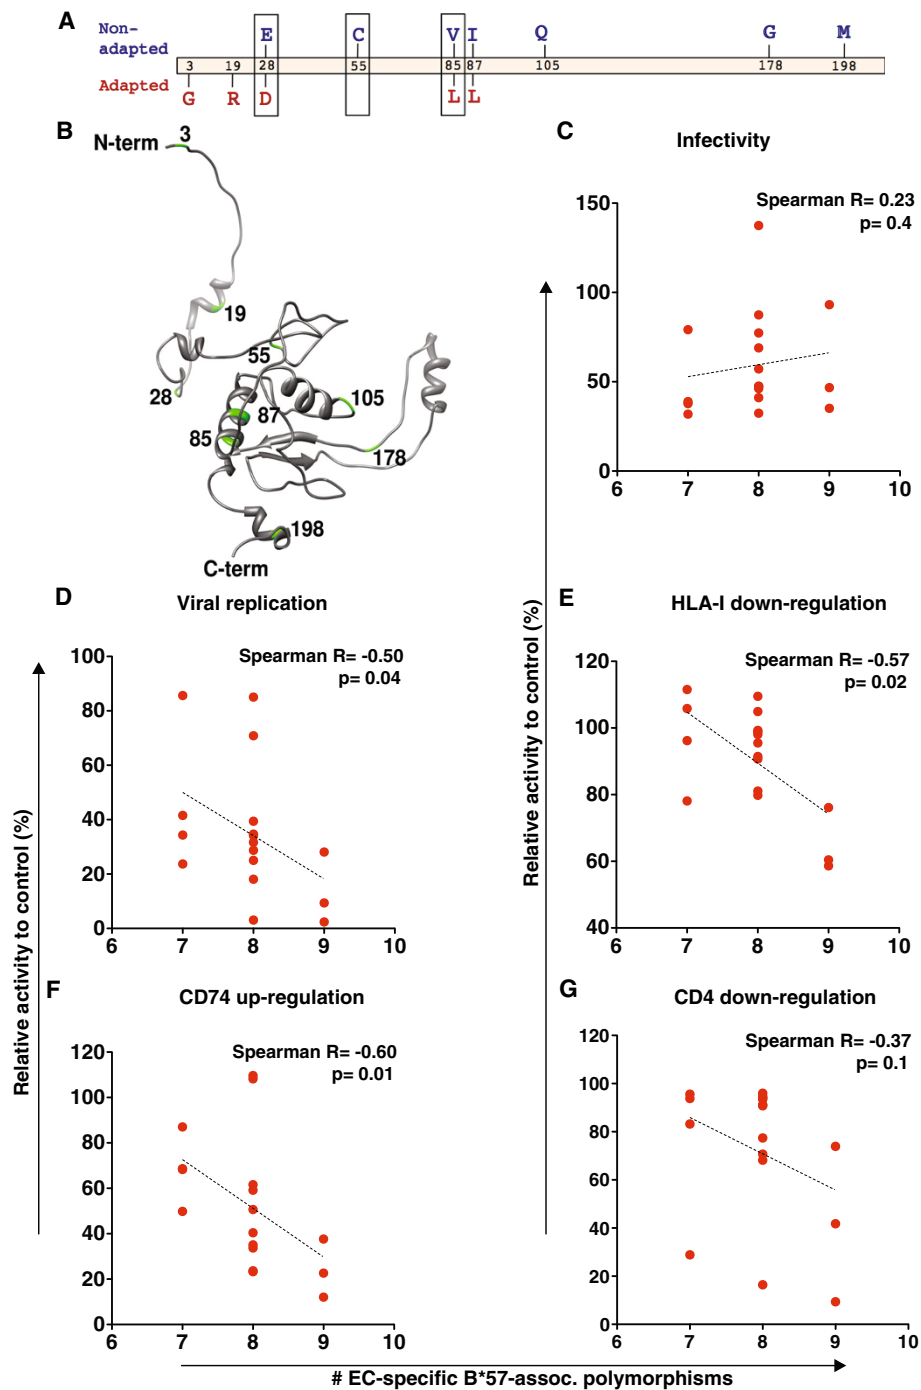 A
Non-adapted E C V I Q G M
3 19 28 55 85 87 105 178 198
Adapted G R D L L
B
N-term 3
19
55
28
105
87
85
178
198
C-term
C
Infectivity
Spearman R= 0.23
p= 0.4
150
100
50
0
6 7 8 9 10
D
Viral replication
Spearman R= -0.50
p= 0.04
100
80
60
40
20
0
6 7 8 9 10
E
HLA-I down-regulation
Spearman R= -0.57
p= 0.02
120
100
80
60
40
6 7 8 9 10
F
CD74 up-regulation
Spearman R= -0.60
p= 0.01
120
100
80
60
40
20
0
6 7 8 9 10
G
CD4 down-regulation
Spearman R= -0.37
p= 0.1
120
100
80
60
40
20
0
6 7 8 9 10
Relative activity to control (%)
Relative activity to control (%)
# EC-specific B*57-assoc. polymorphisms